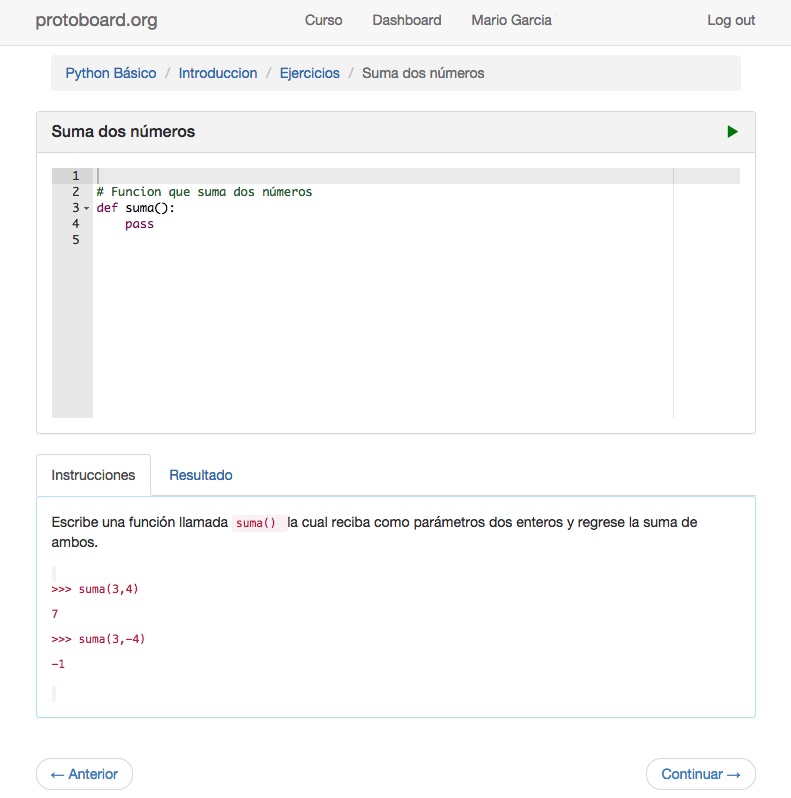 protoboard.org Curso Dashboard Mario Garcia Log out
Python Básico / Introduccion / Ejercicios / Suma dos números
Suma dos números
1
2 # Funcion que suma dos números
3 def suma():
4     pass
5
Instrucciones Resultado
Escribe una función llamada suma() la cual reciba como parámetros dos enteros y regrese la suma de
ambos.
>>> suma(3,4)
7
>>> suma(3,-4)
-1
← Anterior Continuar →